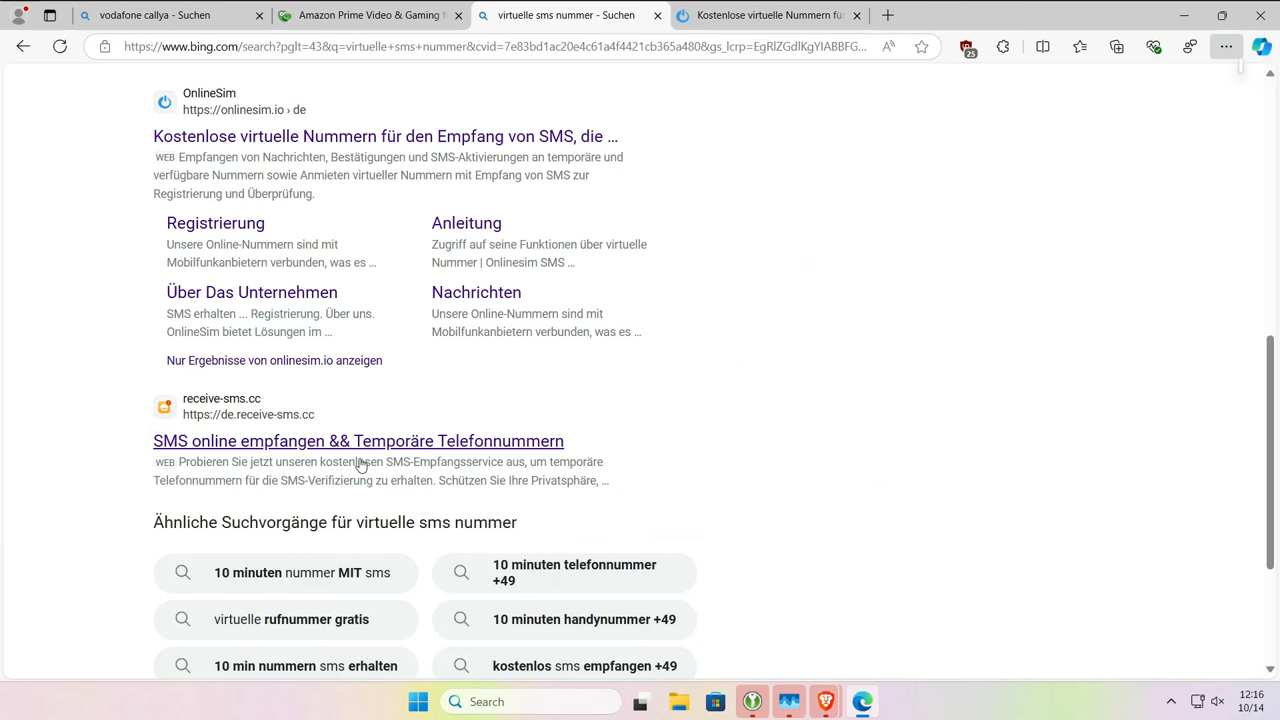 vodafone callya - Suchen
Amazon Prime Video & Gaming f
virtuelle sms nummer - Suchen
Kostenlose virtuelle Nummern für
https://www.bing.com/search?pglt=43&q=virtuelle+sms+nummer&cvid=7e83bd1ac20e4c61a4f4421cb365a480&gs_lcrp=EgRlZGdlKgYIABBFG...
25
OnlineSim
https://onlinesim.io › de
Kostenlose virtuelle Nummern für den Empfang von SMS, die ...
WEB Empfangen von Nachrichten, Bestätigungen und SMS-Aktivierungen an temporäre und
verfügbare Nummern sowie Anmieten virtueller Nummern mit Empfang von SMS zur
Registrierung und Überprüfung.
Registrierung
Unsere Online-Nummern sind mit
Mobilfunkanbietern verbunden, was es ...
Anleitung
Zugriff auf seine Funktionen über virtuelle
Nummer | Onlinesim SMS ...
Über Das Unternehmen
SMS erhalten ... Registrierung. Über uns.
OnlineSim bietet Lösungen im ...
Nachrichten
Unsere Online-Nummern sind mit
Mobilfunkanbietern verbunden, was es ...
Nur Ergebnisse von onlinesim.io anzeigen
receive-sms.cc
https://de.receive-sms.cc
SMS online empfangen && Temporäre Telefonnummern
WEB Probieren Sie jetzt unseren kostenlosen SMS-Empfangsservice aus, um temporäre
Telefonnummern für die SMS-Verifizierung zu erhalten. Schützen Sie Ihre Privatsphäre, ...
Ähnliche Suchvorgänge für virtuelle sms nummer
10 minuten nummer MIT sms
10 minuten telefonnummer
+49
virtuelle rufnummer gratis
10 minuten handynummer +49
10 min nummern sms erhalten
kostenlos sms empfangen +49
Search
12:16
10/14